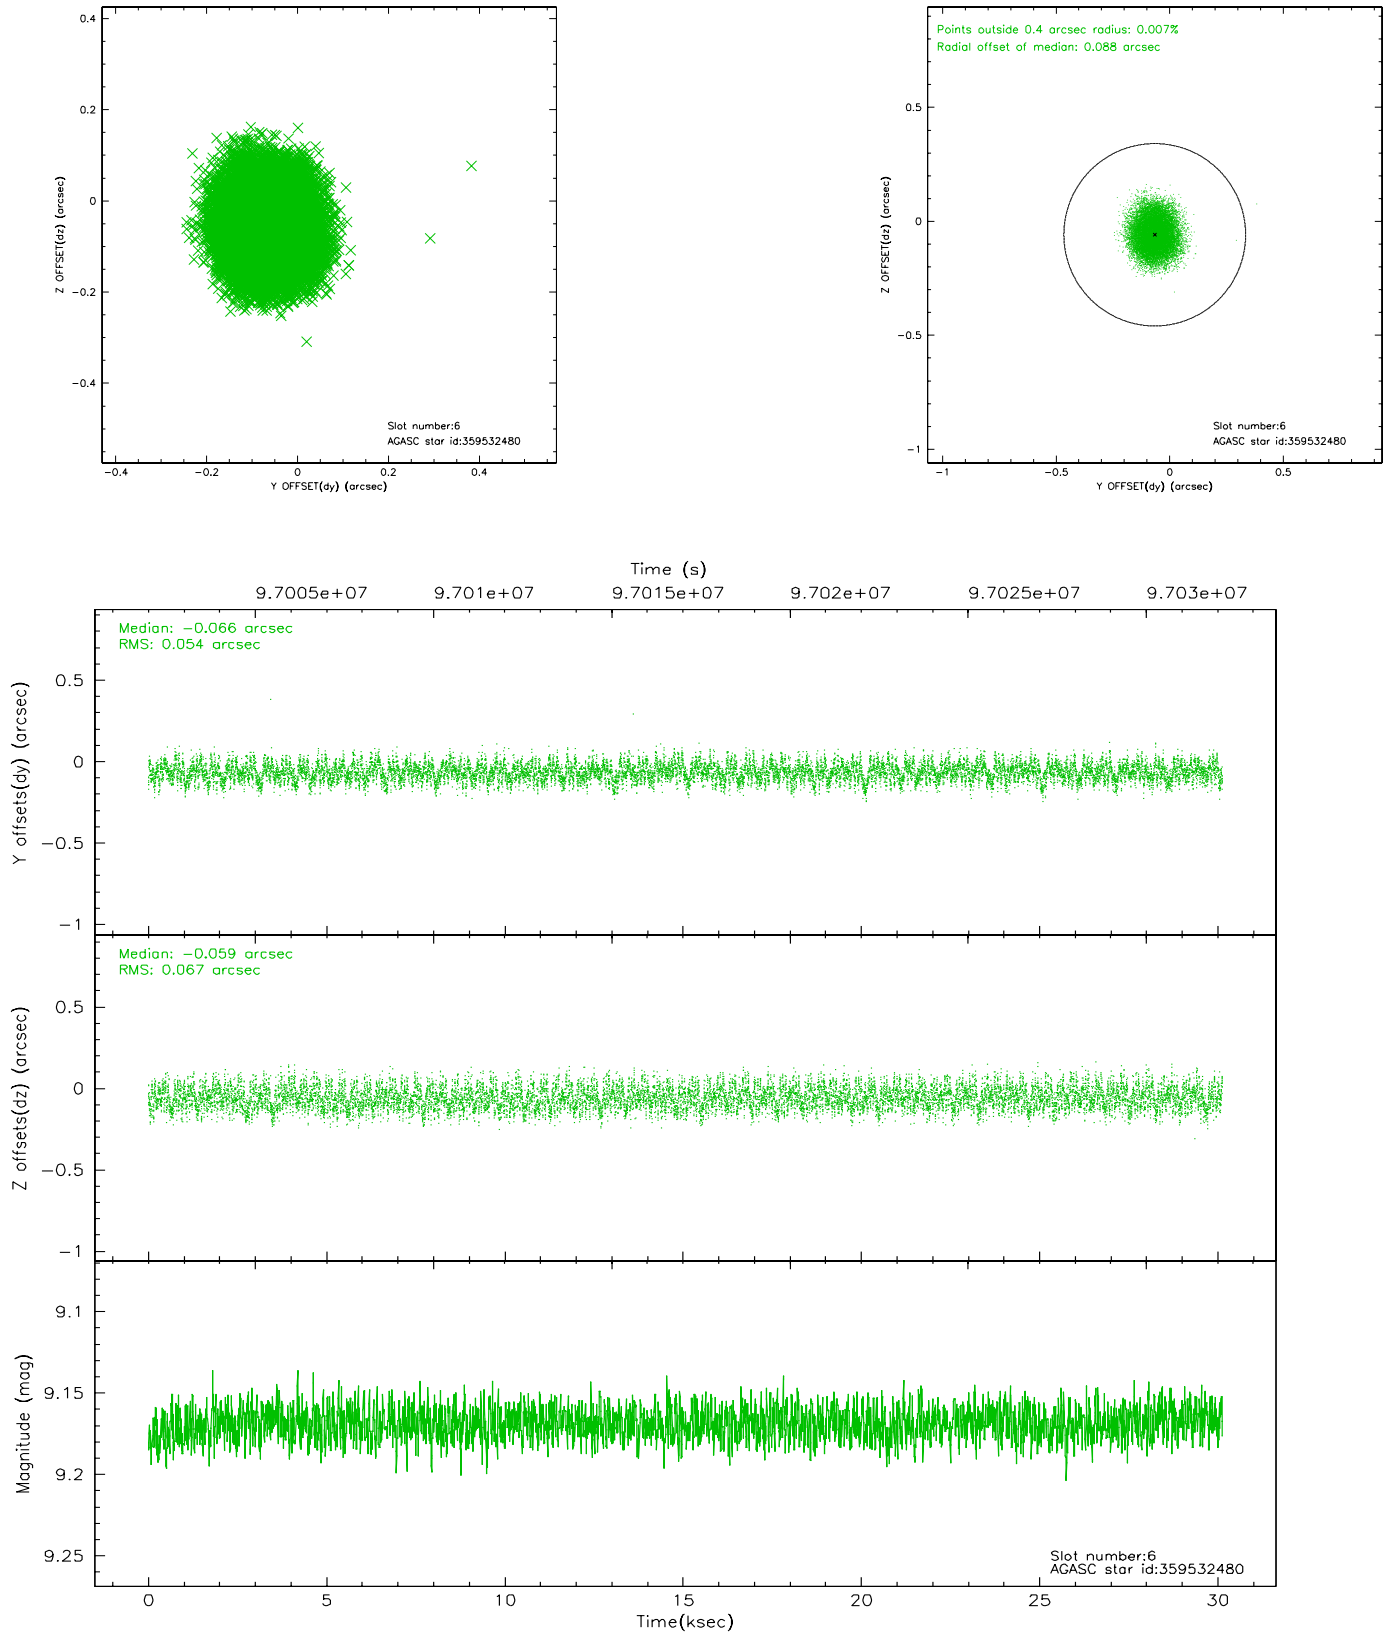 0.4
0.2
0
−0.2
−0.4
Z OFFSET(dz) (arcsec)
Slot number:6
AGASC star id:359532480
−0.4 −0.2 0 0.2 0.4
Y OFFSET(dy) (arcsec)
Points outside 0.4 arcsec radius: 0.007%
Radial offset of median: 0.088 arcsec
0.5
0
−0.5
−1
Z OFFSET(dz) (arcsec)
Slot number:6
AGASC star id:359532480
−1 −0.5 0 0.5
Y OFFSET(dy) (arcsec)
Time (s)
9.7005e+07 9.701e+07 9.7015e+07 9.702e+07 9.7025e+07 9.703e+07
Median: −0.066 arcsec
RMS: 0.054 arcsec
0.5
0
−0.5
−1
Y offsets(dy) (arcsec)
Median: −0.059 arcsec
RMS: 0.067 arcsec
0.5
0
−0.5
−1
Z offsets(dz) (arcsec)
9.1
9.15
9.2
9.25
Magnitude (mag)
Slot number:6
AGASC star id:359532480
0 5 10 15 20 25 30
Time(ksec)